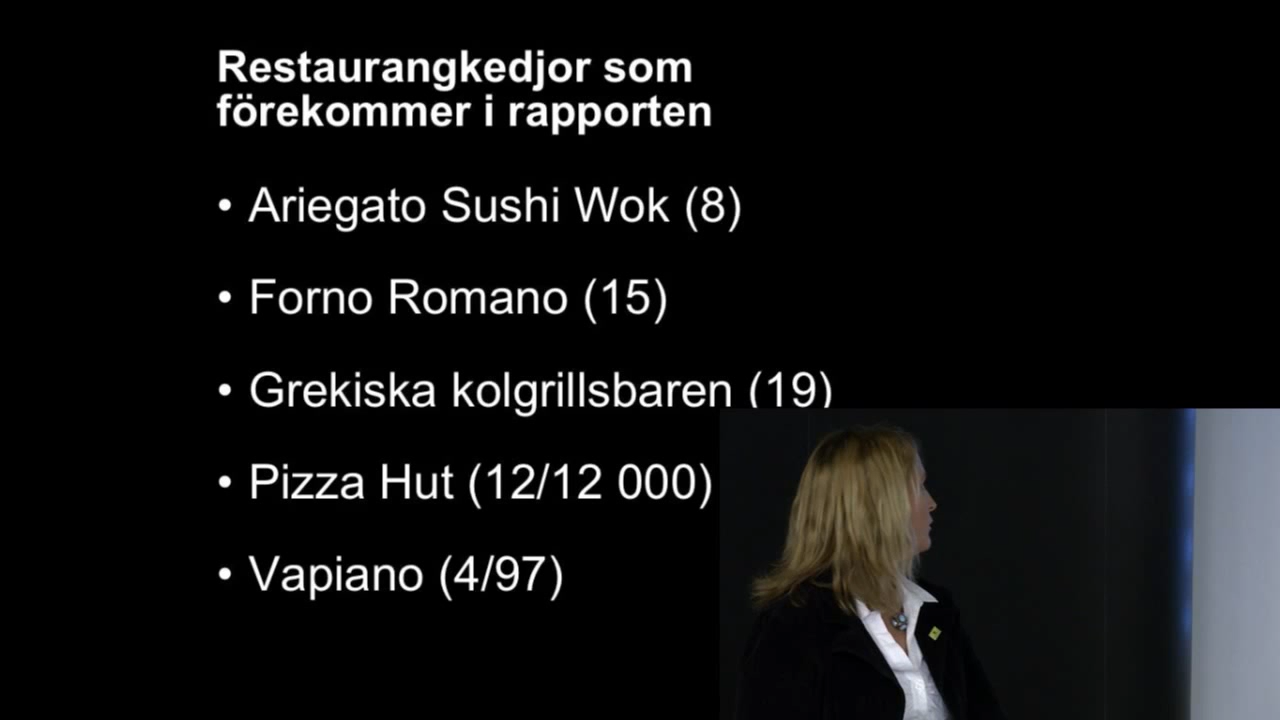 Restaurangkedjor som
förekommer i rapporten
• Ariegato Sushi Wok (8)
• Forno Romano (15)
• Grekiska kolgrillsbaren (19)
• Pizza Hut (12/12 000)
• Vapiano (4/97)